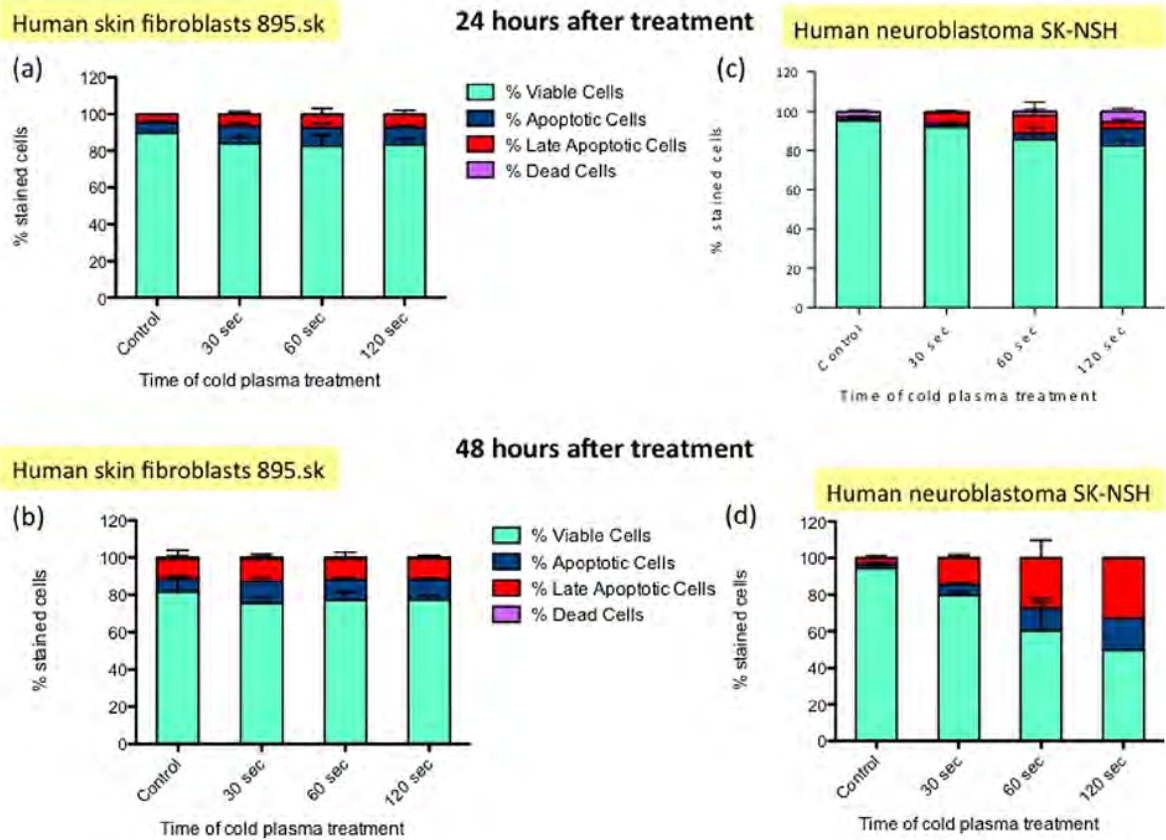 Human skin fibroblasts 895.sk
24 hours after treatment
Human neuroblastoma SK-NSH
(a)
120
100
80
60
40
20
0
% stained cells
Control
30 sec
60 sec
120 sec
Time of cold plasma treatment
% Viable Cells
% Apoptotic Cells
% Late Apoptotic Cells
% Dead Cells
(c)
120
100
80
60
40
20
0
% stained cells
Control
30 sec
60 sec
120 sec
Time of cold plasma treatment
Human skin fibroblasts 895.sk
48 hours after treatment
Human neuroblastoma SK-NSH
(b)
120
100
80
60
40
20
0
% stained cells
Control
30 sec
60 sec
120 sec
Time of cold plasma treatment
% Viable Cells
% Apoptotic Cells
% Late Apoptotic Cells
% Dead Cells
(d)
120
100
80
60
40
20
0
% stained cells
Control
30 sec
60 sec
120 sec
Time of cold plasma treatment